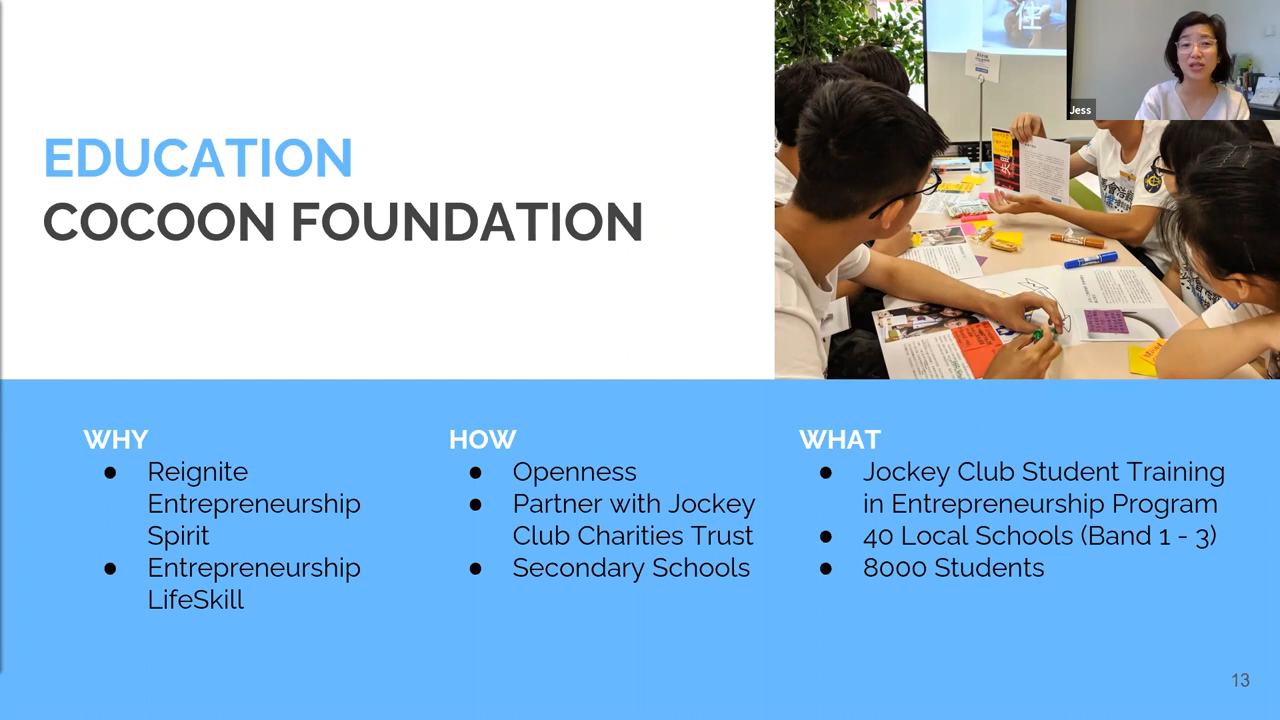 EDUCATION
COCOON FOUNDATION
住
Jess
WHY
● Reignite
Entrepreneurship
Spirit
● Entrepreneurship
LifeSkill
HOW
● Openness
● Partner with Jockey
Club Charities Trust
● Secondary Schools
WHAT
● Jockey Club Student Training
in Entrepreneurship Program
● 40 Local Schools (Band 1 - 3)
● 8000 Students
13